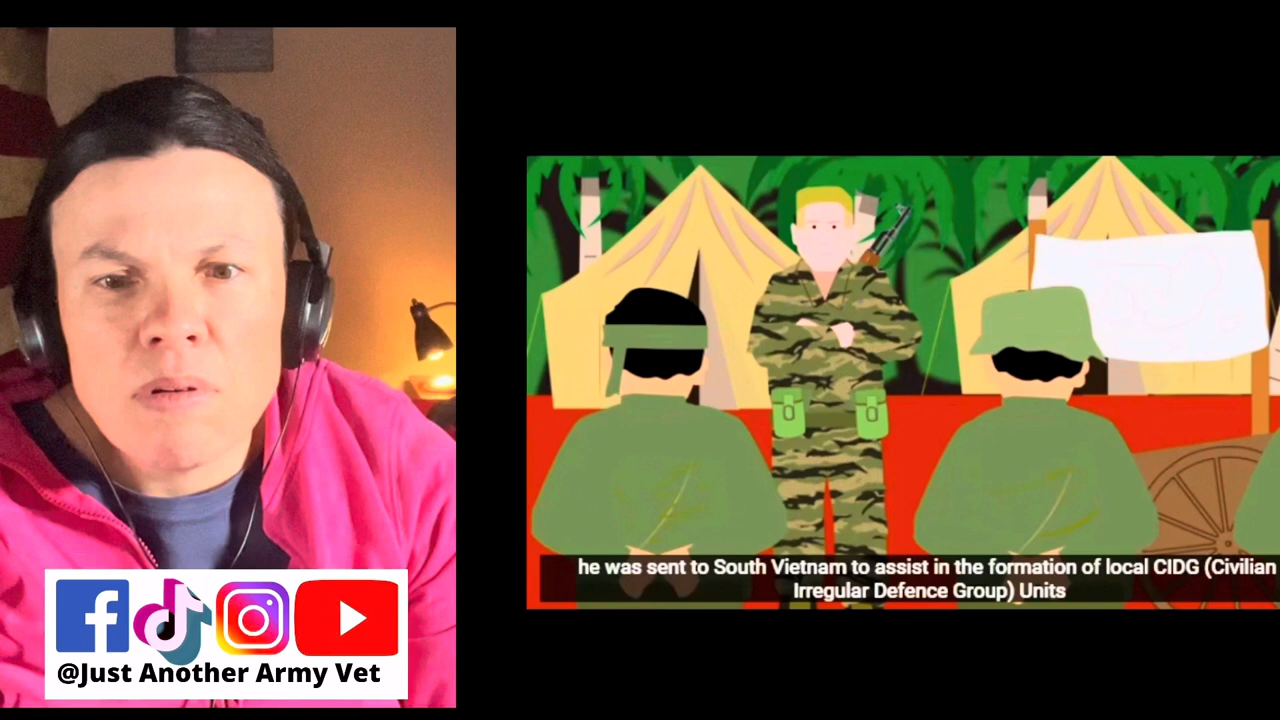 @Just Another Army Vet
he was sent to South Vietnam to assist in the formation of local CIDG (Civilian
Irregular Defence Group) Units